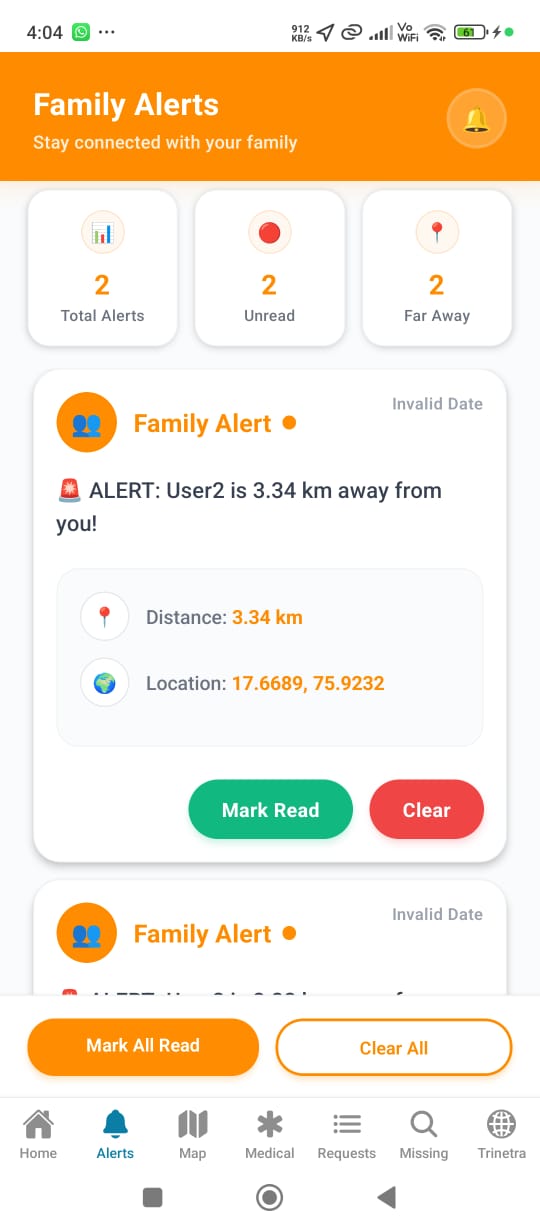 4:04
912
KB/s
Vo
WiFi
61
Family Alerts
Stay connected with your family
2
Total Alerts
2
Unread
2
Far Away
Family Alert
Invalid Date
ALERT: User2 is 3.34 km away from
you!
Distance: 3.34 km
Location: 17.6689, 75.9232
Mark Read
Clear
Family Alert
Invalid Date
Mark All Read
Clear All
Home
Alerts
Map
Medical
Requests
Missing
Trinetra